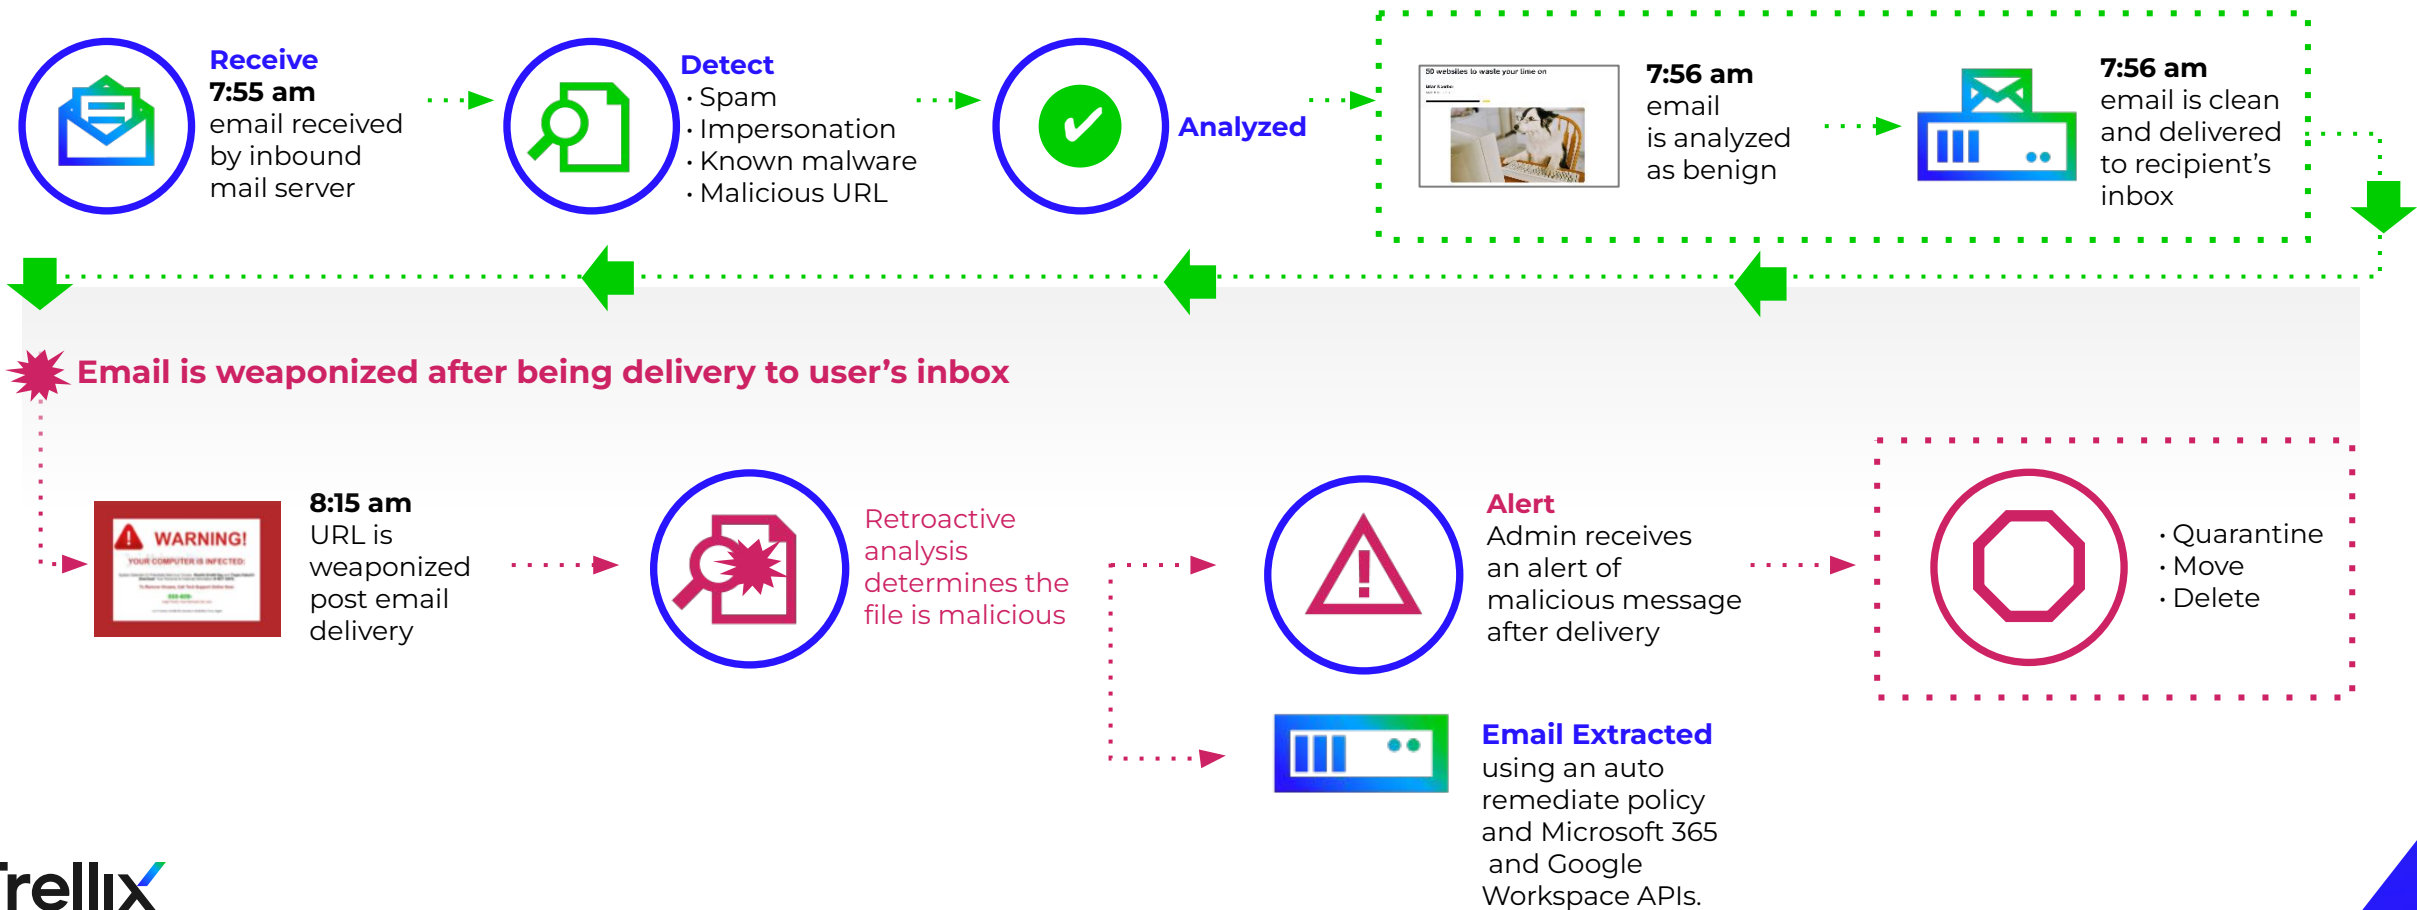 Receive
7:55 am
email received
by inbound
mail server
Detect
· Spam
· Impersonation
· Known malware
· Malicious URL
Analyzed
50 websites to waste your time on
7:56 am
email
is analyzed
as benign
7:56 am
email is clean
and delivered
to recipient’s
inbox
Email is weaponized after being delivery to user’s inbox
WARNING!
YOUR COMPUTER IS INFECTED:
8:15 am
URL is
weaponized
post email
delivery
Retroactive
analysis
determines the
file is malicious
Alert
Admin receives
an alert of
malicious message
after delivery
· Quarantine
· Move
· Delete
Email Extracted
using an auto
remediate policy
and Microsoft 365
and Google
Workspace APIs.
Trellix